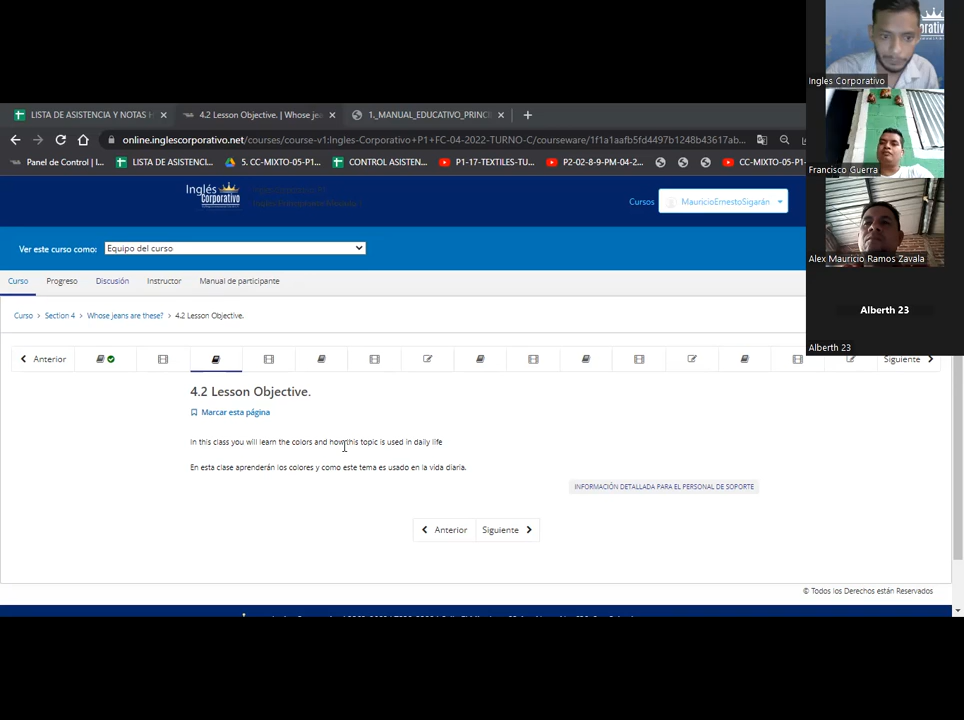 LISTA DE ASISTENCIA Y NOTAS H
4.2 Lesson Objective. | Whose jea
1._MANUAL_EDUCATIVO_PRINC
online.inglescorporativo.net/courses/course-v1:Ingles-Corporativo+P1+FC-04-2022-TURNO-C/courseware/1f1a1aafb5fd4497b1d246b43617ab...
Panel de Control | I...
LISTA DE ASISTENCI...
5. CC-MIXTO-05-P1...
CONTROL ASISTEN...
P1-17-TEXTILES-TU...
P2-02-8-9-PM-04-2...
CC-MIXTO-05-P1-
Inglés
Corporativo
Cursos
MauricioErnestoSigarán
Ver este curso como:
Equipo del curso
Curso
Progreso
Discusión
Instructor
Manual de participante
Curso > Section 4 > Whose jeans are these? > 4.2 Lesson Objective.
Anterior
Siguiente
4.2 Lesson Objective.
Marcar esta página
In this class you will learn the colors and how this topic is used in daily life
En esta clase aprenderán los colores y como este tema es usado en la vida diaria.
INFORMACIÓN DETALLADA PARA EL PERSONAL DE SOPORTE
Anterior
Siguiente
© Todos los Derechos están Reservados
Ingles Corporativo
Francisco Guerra
Alex Mauricio Ramos Zavala
Alberth 23
Alberth 23